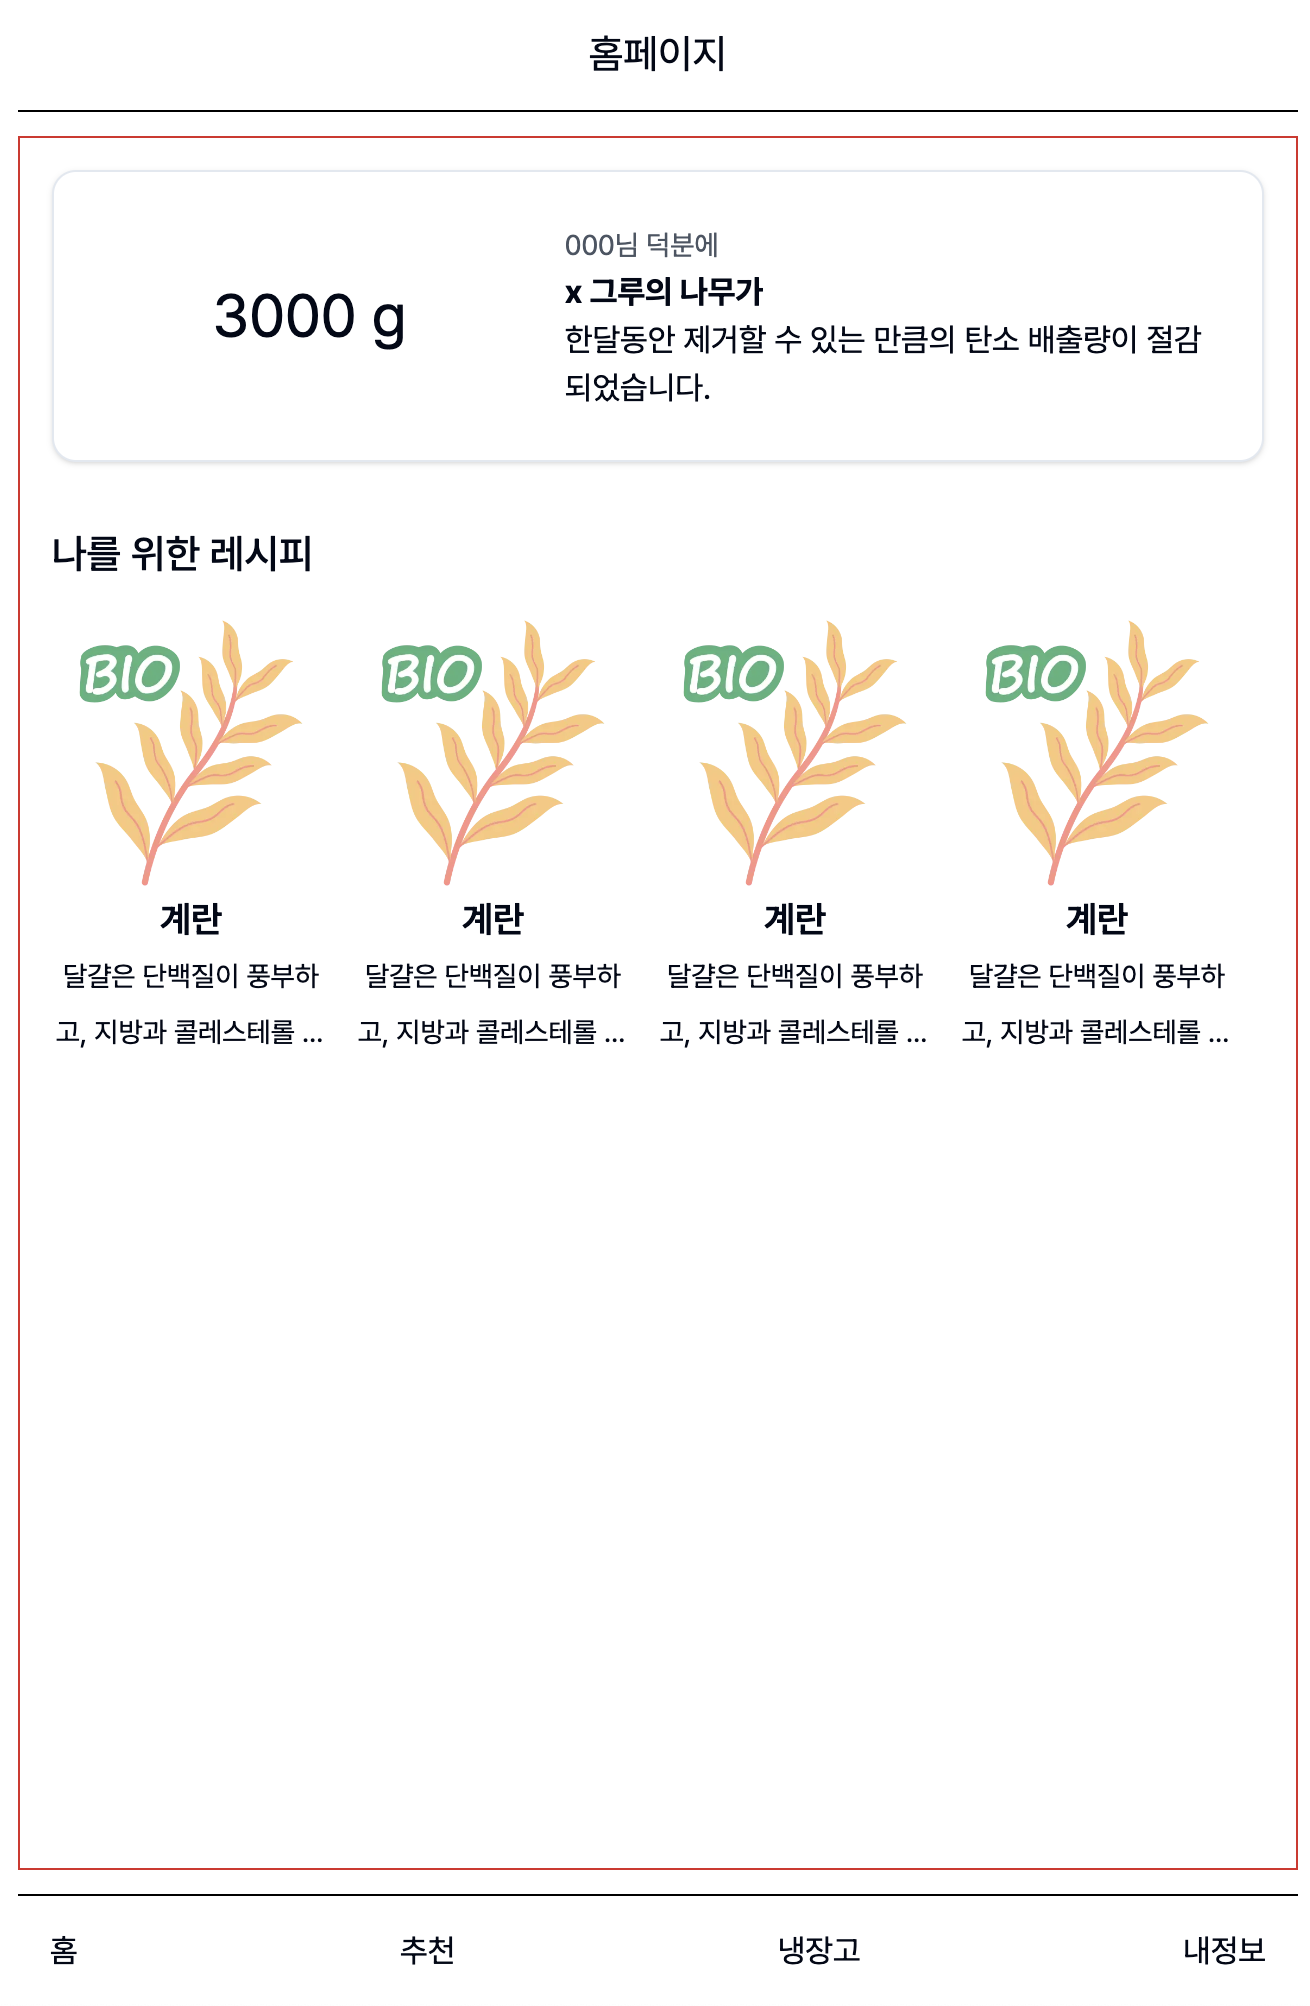 홈페이지
3000 g
000님 덕분에
x 그루의 나무가
한달동안 제거할 수 있는 만큼의 탄소 배출량이 절감
되었습니다.
나를 위한 레시피
BIO
계란
달걀은 단백질이 풍부하
고, 지방과 콜레스테롤 ...
BIO
계란
달걀은 단백질이 풍부하
고, 지방과 콜레스테롤 ...
BIO
계란
달걀은 단백질이 풍부하
고, 지방과 콜레스테롤 ...
BIO
계란
달걀은 단백질이 풍부하
고, 지방과 콜레스테롤 ...
홈
추천
냉장고
내정보